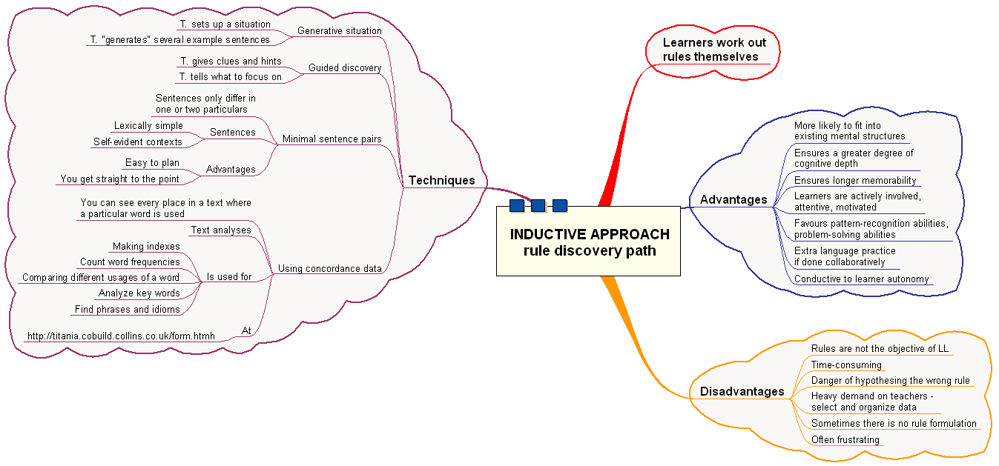 INDUCTIVE APPROACH
rule discovery path
Learners work out
rules themselves
Advantages
More likely to fit into
existing mental structures
Ensures a greater degree of
cognitive depth
Ensures longer memorability
Learners are actively involved,
attentive, motivated
Favours pattern-recognition abilities,
problem-solving abilities
Extra language practice
if done collaboratively
Conductive to learner autonomy
Disadvantages
Rules are not the objective of LL
Time-consuming
Danger of hypothesing the wrong rule
Heavy demand on teachers -
select and organize data
Sometimes there is no rule formulation
Often frustrating
Techniques
Generative situation
T. sets up a situation
T. "generates" several example sentences
Guided discovery
T. gives clues and hints
T. tells what to focus on
Minimal sentence pairs
Sentences only differ in
one or two particulars
Sentences
Lexically simple
Self-evident contexts
Advantages
Easy to plan
You get straight to the point
Using concordance data
You can see every place in a text where
a particular word is used
Text analyses
Is used for
Making indexes
Count word frequencies
Comparing different usages of a word
Analyze key words
Find phrases and idioms
At
http://titania.cobuild.collins.co.uk/form.htmh